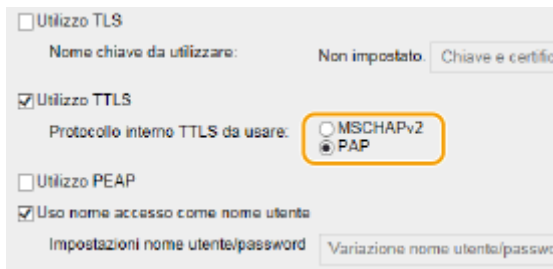 Utilizzo TLS
Nome chiave da utilizzare: Non impostato. Chiave e certific
Utilizzo TTLS
Protocollo interno TTLS da usare: MSCHAPv2
PAP
Utilizzo PEAP
Uso nome accesso come nome utente
Impostazioni nome utente/password Variazione nome utente/passwo